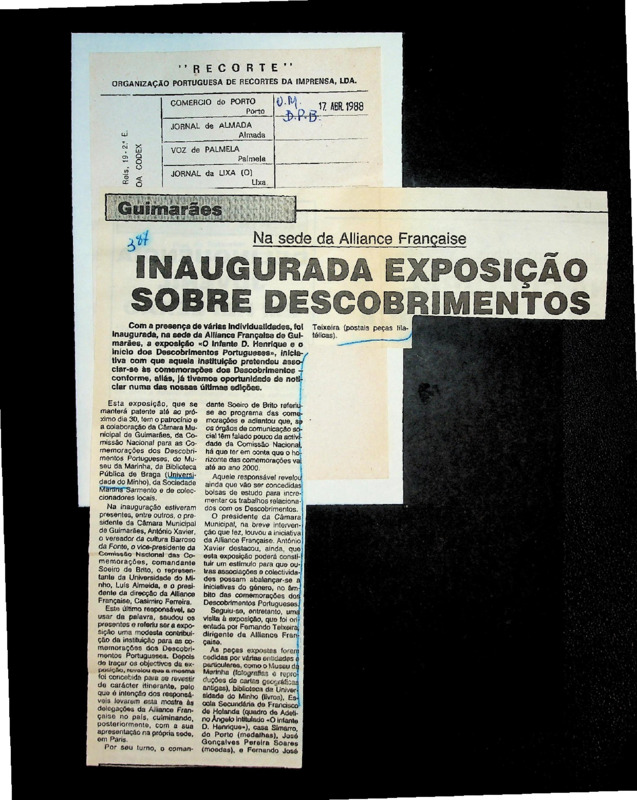 "RECORTE"
ORGANIZAÇÃO PORTUGUESA DE RECORTES DA IMPRENSA, LDA.
COMERCIO do PORTO
Porto
JORNAL de ALMADA
Almada
VOZ de PALMELA
Palmela
JORNAL da LIXA (O)
Lixa
U.M.
D.P.B.
17. ABR. 1988
Reis, 19-2.º E.
DA CODEX
Guimarães
387
Na sede da Alliance Française
INAUGURADA EXPOSIÇÃO
SOBRE DESCOBRIMENTOS
Com a presença de várias individualidades, foi
inaugurada, na sede da Alliance Française de Gui-
marães, a exposição «O Infante D. Henrique e o
início dos Descobrimentos Portugueses», inicia-
tiva com que aquela instituição pretendeu asso-
ciar-se às comemorações dos Descobrimentos –
conforme, aliás, já tivemos oportunidade de noti-
ciar numa das nossas últimas edições.
Esta exposição, que se
manterá patente até ao pró-
ximo dia 30, tem o patrocínio e
a colaboração da Câmara Mu-
nicipal de Guimarães, da Co-
missão Nacional para as Co-
memorações dos Descobri-
mentos Portugueses, do Mu-
seu da Marinha, da Biblioteca
Pública de Braga (Universi-
dade do Minho), da Sociedade
Martins Sarmento e de colec-
cionadores locais.
Na inauguração estiveram
presentes, entre outros, o pre-
sidente da Câmara Municipal
de Guimarães, António Xavier,
o vereador da cultura Barroso
da Fonte, o vice-presidente da
Comissão Nacional das Co-
memorações, comandante
Soeiro de Brito, o represen-
tante da Universidade do Mi-
nho, Luís Almeida, e o presi-
dente da direcção da Alliance
Française, Casimiro Ferreira.
Este último responsável, ao
usar da palavra, saudou os
presentes e referiu ser a expo-
sição uma modesta contribui-
ção da instituição para as co-
memorações dos Descobri-
mentos Portugueses. Depois
de traçar os objectivos da ex-
posição, revelou que a mesma
foi concebida para se revestir
de carácter itinerante, pelo
que é intenção dos responsá-
veis levarem esta mostra às
delegações da Alliance Fran-
çaise no país, culminando,
posteriormente, com a sua
apresentação na própria sede,
em Paris.
Por seu turno, o coman-
dante Soeiro de Brito referiu-
se ao programa das come-
morações e adiantou que, se
os órgãos de comunicação so-
cial têm falado pouco da activi-
dade da Comissão Nacional,
há que ter em conta que o ho-
rizonte das comemorações vai
até ao ano 2000.
Aquele responsável revelou
ainda que vão ser concedidas
bolsas de estudo para incre-
mentar os trabalhos relaciona-
dos com os Descobrimentos.
O presidente da Câmara
Municipal, na breve interven-
ção que fez, louvou a iniciativa
da Alliance Française. António
Xavier destacou, ainda, que
esta exposição poderá consti-
tuir um estímulo para que ou-
tras associações e colectivida-
des possam abalançar-se a
iniciativas do género, no âm-
bito das comemorações dos
Descobrimentos Portugueses.
Seguiu-se, entretanto, uma
visita à exposição, que foi ori-
entada por Fernando Teixeira,
dirigente da Alliance Fran-
çaise.
As peças expostas foram
cedidas por várias entidades e
particulares, como o Museu da
Marinha (fotografias e repro-
duções de cartas geográficas
antigas), biblioteca da Univer-
sidade do Minho (livros), Es-
cola Secundária de Francisco
de Holanda (quadro de Adeli-
no Ângelo intitulado «O infante
D. Henrique»), casa Simarro,
do Porto (medalhas), José
Gonçalves Pereira Soares
(moedas), e Fernando José
Teixeira (postais peças fila-
télicas).